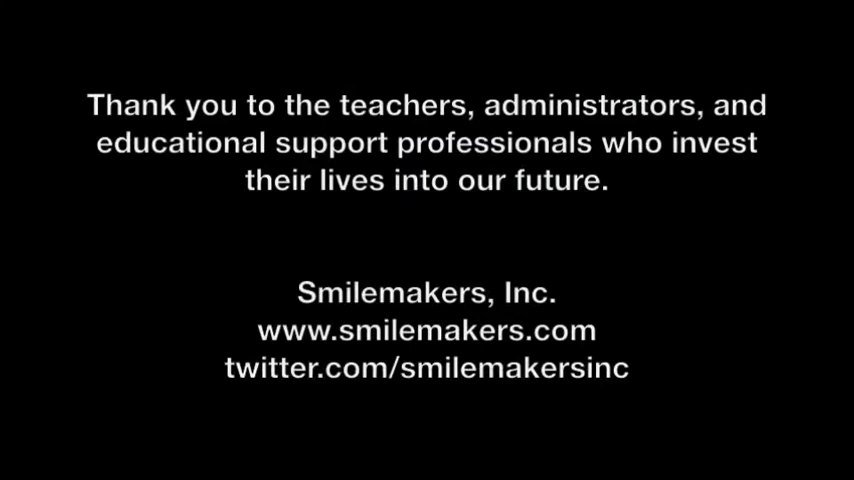 Thank you to the teachers, administrators, and
educational support professionals who invest
their lives into our future.
Smilemakers, Inc.
www.smilemakers.com
twitter.com/smilemakersinc